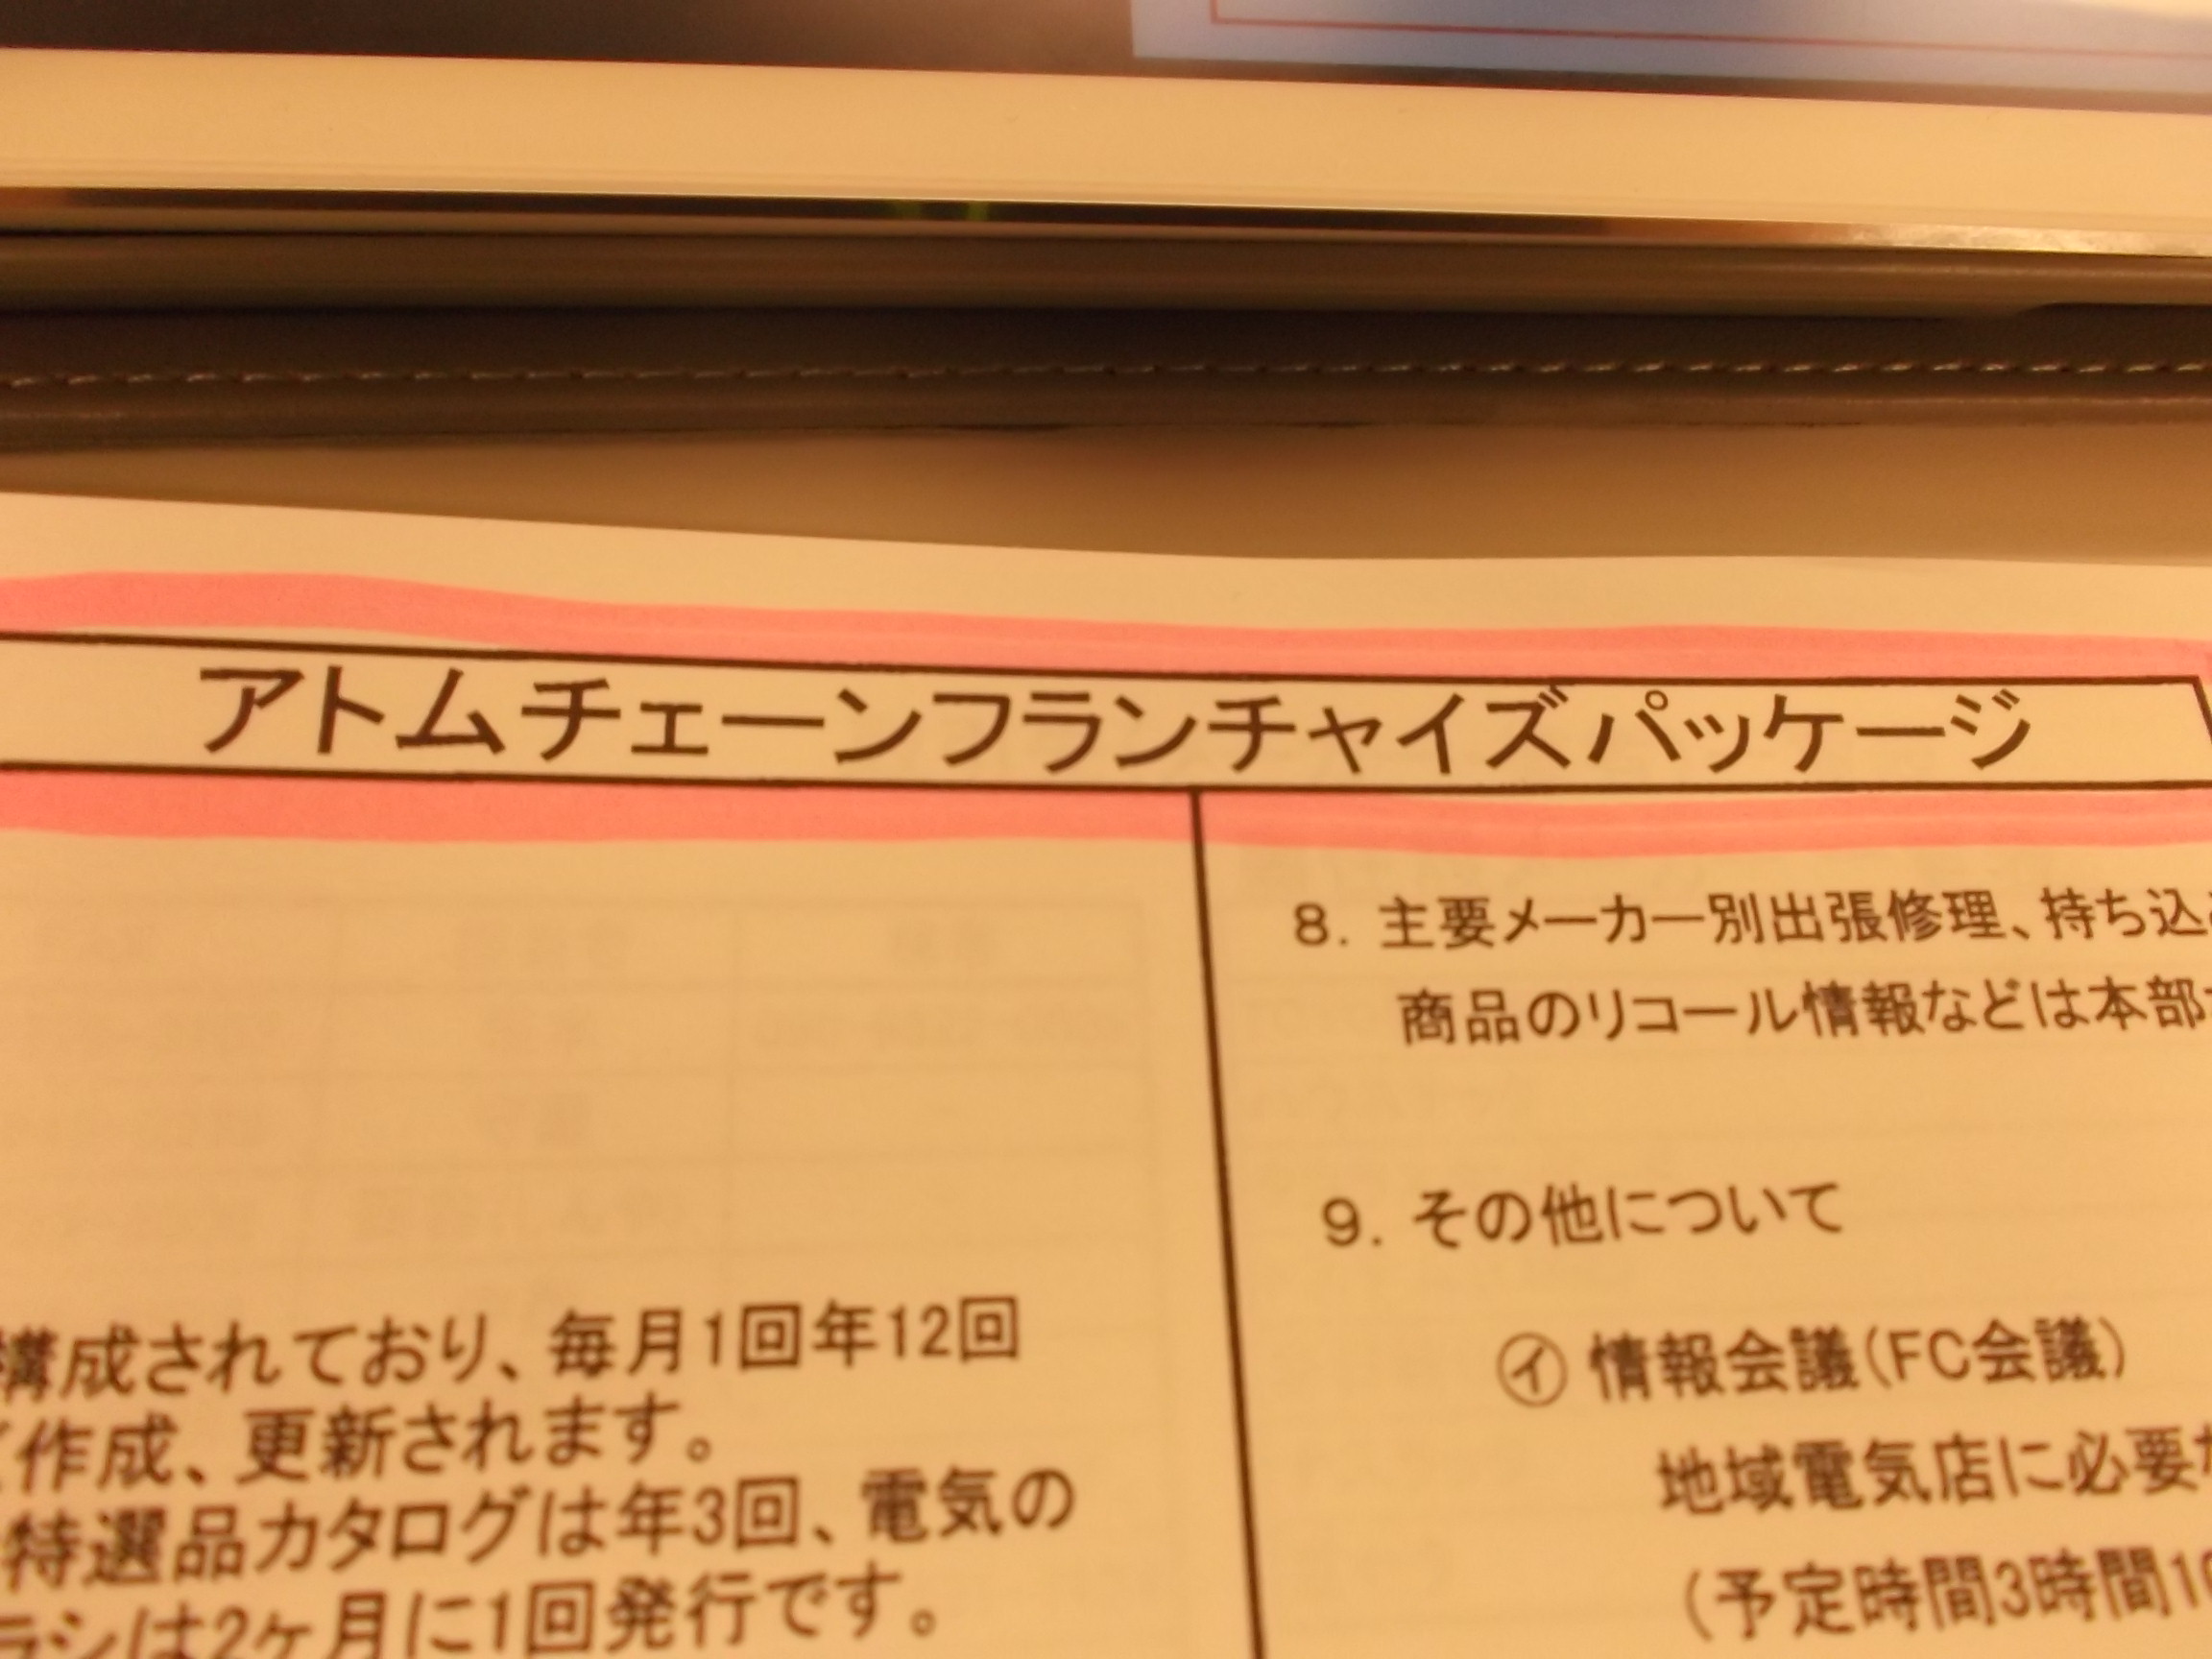 アトムチェーンフランチャイズパッケージ
構成されており、毎月1回年12回
作成、更新されます。
特選品カタログは年3回、電気の
ラシは2ヶ月に1回発行です。
8. 主要メーカー別出張修理、持ち込
商品のリコール情報などは本部
9. その他について
㋑ 情報会議(FC会議)
地域電気店に必要
(予定時間3時間